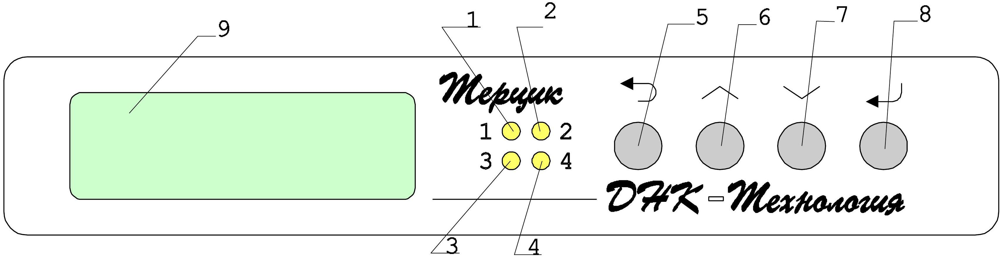 9 1 2 5 6 7 8
Терцик
1 2
3 4
ДНК-Технология
3 4